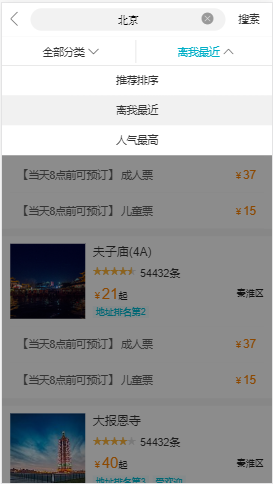 北京 搜索
全部分类 离我最近
推荐排序
离我最近
人气最高
【当天8点前可预订】成人票 ¥37
【当天8点前可预订】儿童票 ¥15
夫子庙(4A)
54432条
¥21起 秦淮区
地址排名第2
【当天8点前可预订】成人票 ¥37
【当天8点前可预订】儿童票 ¥15
大报恩寺
54432条
¥40起 秦淮区
地址排名第3，喜欢迎